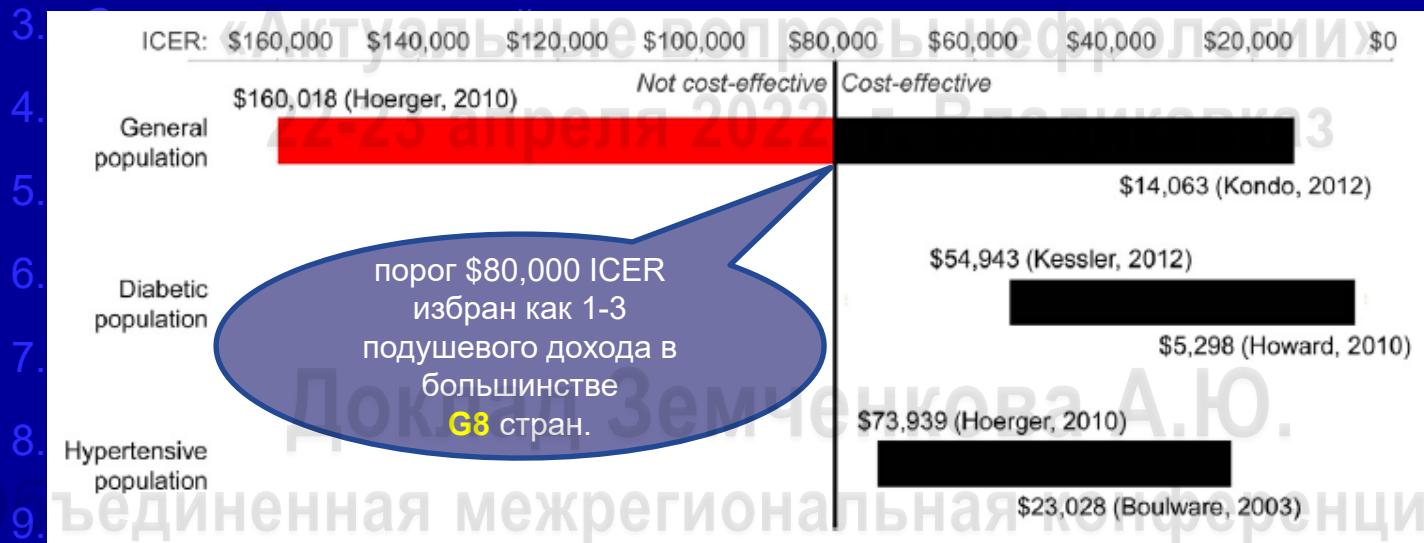 3.
«Актуальные вопросы нефрологии»
ICER: $160,000 $140,000 $120,000 $100,000 $80,000 $60,000 $40,000 $20,000 $0
Not cost-effective Cost-effective
4.
$160,018 (Hoerger, 2010)
22-23 апреля 2022 г. Владикавказ
General
population
5.
$14,063 (Kondo, 2012)
6.
порог $80,000 ICER
избран как 1-3
подушевого дохода в
большинстве
G8 стран.
$54,943 (Kessler, 2012)
Diabetic
population
7.
$5,298 (Howard, 2010)
Доклад Земченкова А.Ю.
8.
$73,939 (Hoerger, 2010)
Hypertensive
population
9.
ъединенная межрегиональная конференци
$23,028 (Boulware, 2003)